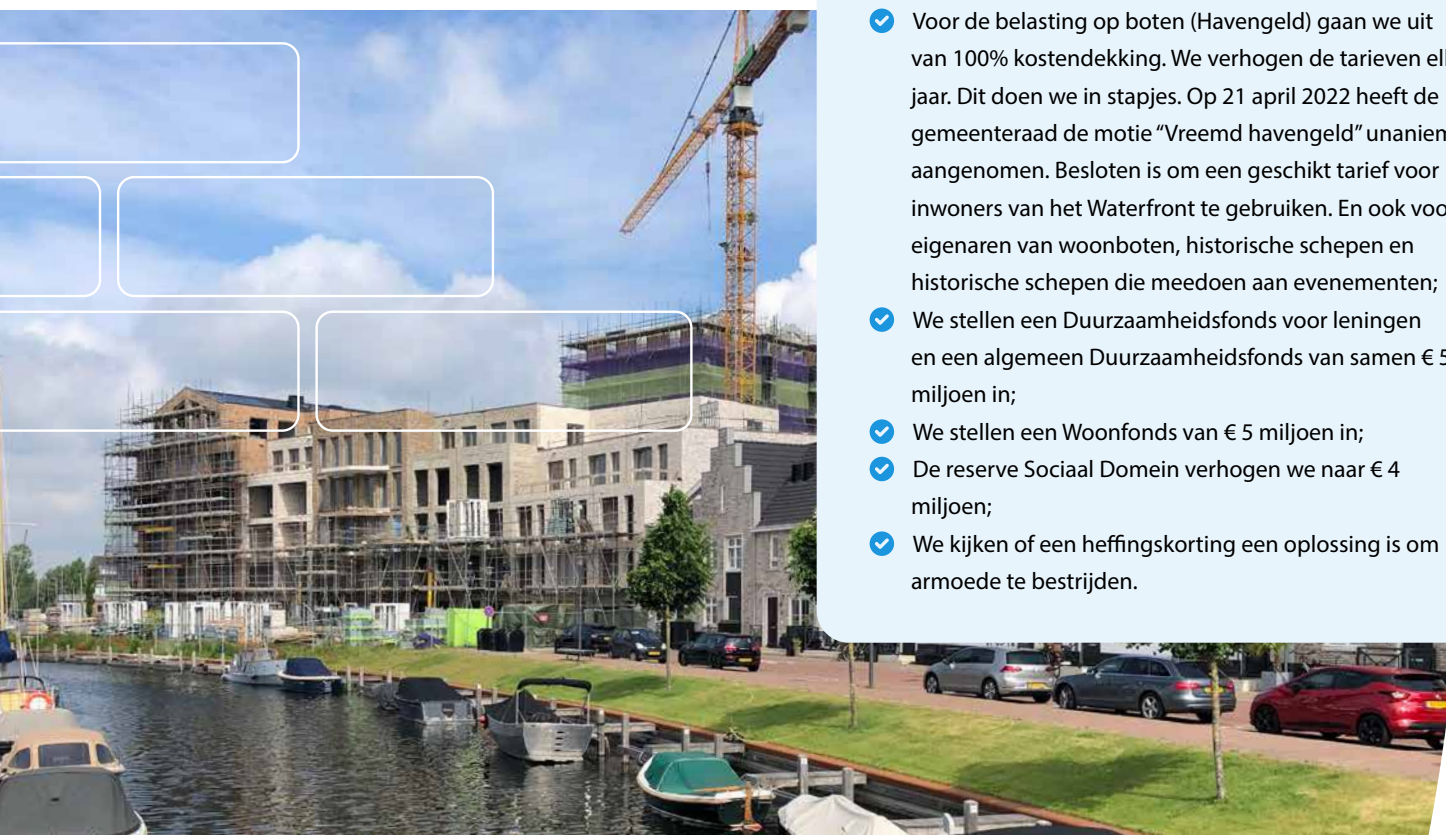 Voor de belasting op boten (Havengeld) gaan we uit
van 100% kostendekking. We verhogen de tarieven el
jaar. Dit doen we in stapjes. Op 21 april 2022 heeft de
gemeenteraad de motie “Vreemd havengeld” unaniem
aangenomen. Besloten is om een geschikt tarief voor
inwoners van het Waterfront te gebruiken. En ook voo
eigenaren van woonboten, historische schepen en
historische schepen die meedoen aan evenementen;
We stellen een Duurzaamheidsfonds voor leningen
en een algemeen Duurzaamheidsfonds van samen € 5
miljoen in;
We stellen een Woonfonds van € 5 miljoen in;
De reserve Sociaal Domein verhogen we naar € 4
miljoen;
We kijken of een heffingskorting een oplossing is om
armoede te bestrijden.